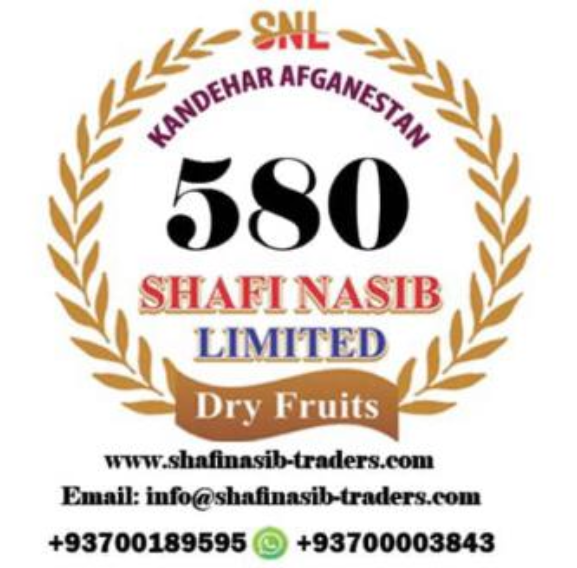 SNL
KANDEHAR AFGANESTAN
580
SHAFI NASIB
LIMITED
Dry Fruits
www.shafinasib-traders.com
Email: info@shafinasib-traders.com
+93700189595 +93700003843